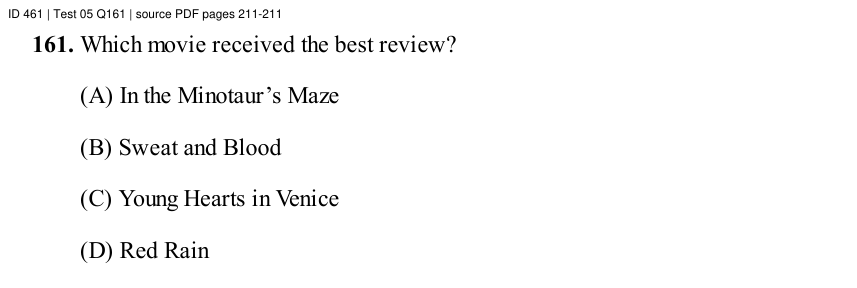 ID 461 | Test 05 Q161 | source PDF pages 211-211
161. Which movie received the best review?
(A) In the Minotaur’s Maze
(B) Sweat and Blood
(C) Young Hearts in Venice
(D) Red Rain